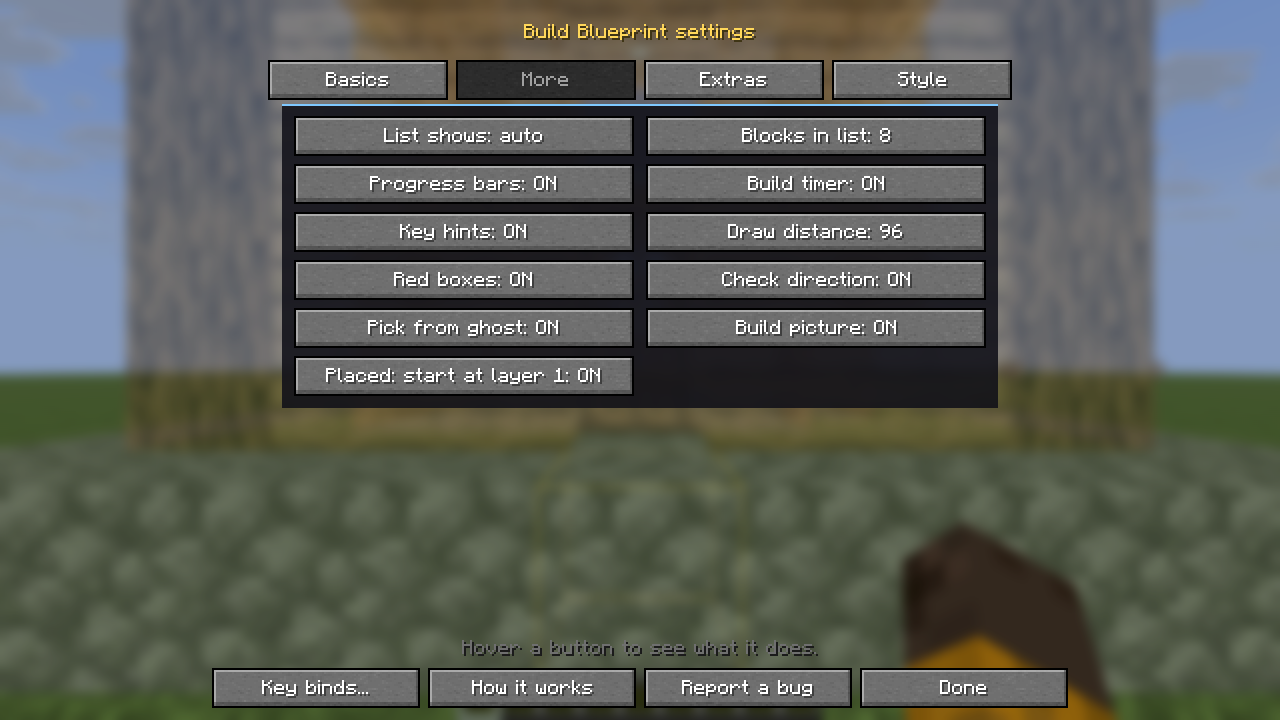 Build Blueprint settings
Basics More Extras Style
List shows: auto Blocks in list: 8
Progress bars: ON Build timer: ON
Key hints: ON Draw distance: 96
Red boxes: ON Check direction: ON
Pick from ghost: ON Build picture: ON
Placed: start at layer 1: ON
Hover a button to see what it does.
Key binds... How it works Report a bug Done